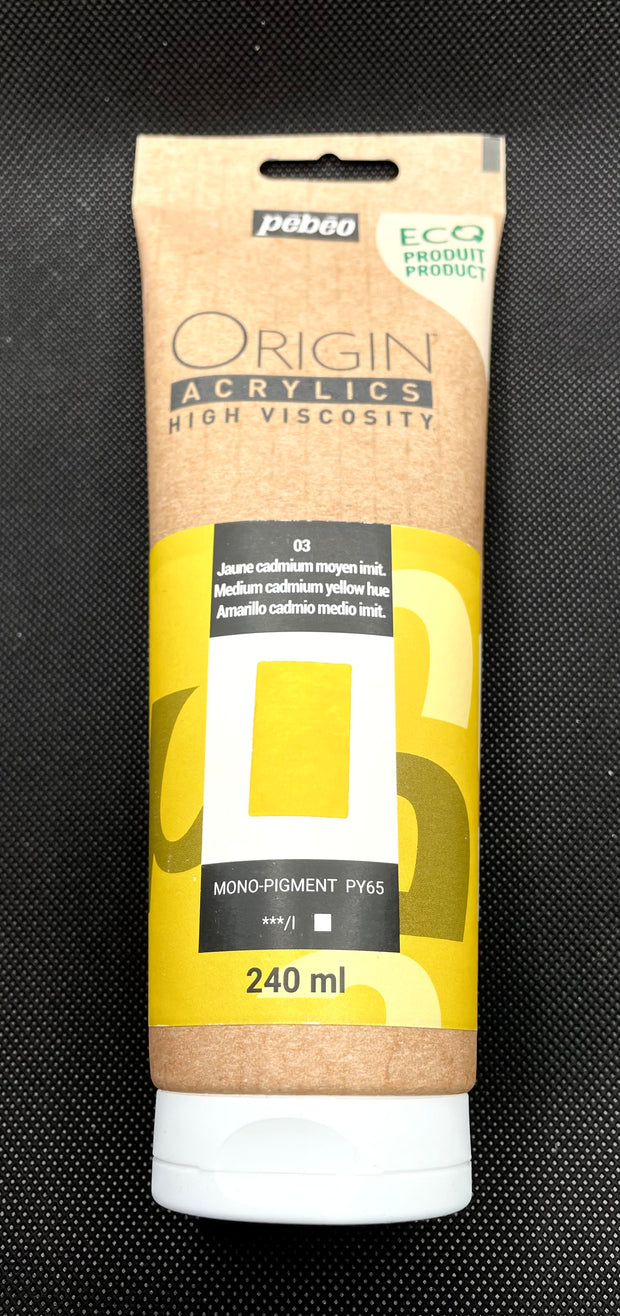 pēbēo
ECO
PRODUIT
PRODUCT
ORIGIN
ACRYLICS
HIGH VISCOSITY
03
Jaune cadmium moyen imit.
Medium cadmium yellow hue
Amarillo cadmio medio imit.
MONO-PIGMENT PY65
***/I
240 ml